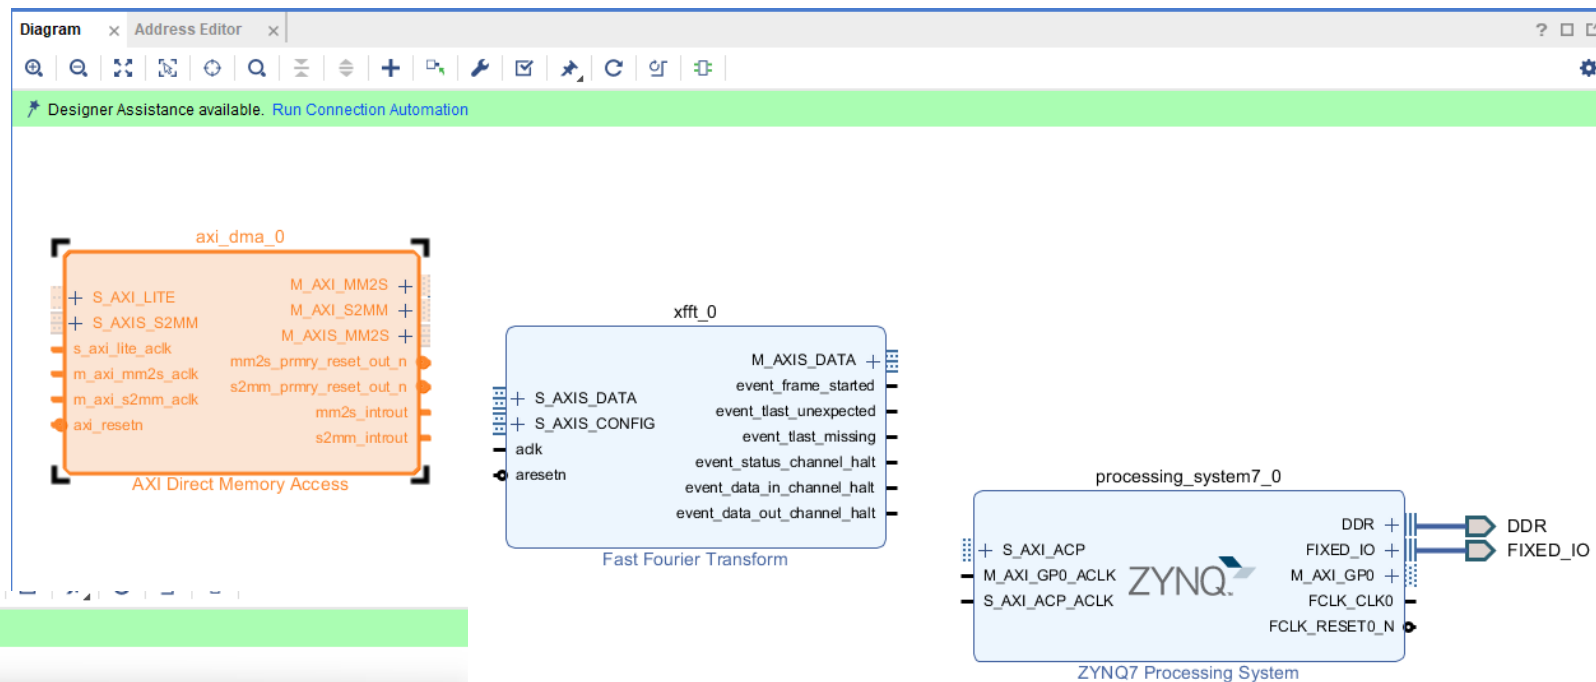 Diagram × Address Editor ×
? 
Designer Assistance available. Run Connection Automation
axi_dma_0
S_AXI_LITE
S_AXIS_S2MM
s_axi_lite_aclk
m_axi_mm2s_aclk
m_axi_s2mm_aclk
axi_resetn
M_AXI_MM2S
M_AXI_S2MM
M_AXIS_MM2S
mm2s_prmry_reset_out_n
s2mm_prmry_reset_out_n
mm2s_introut
s2mm_introut
AXI Direct Memory Access
xfft_0
S_AXIS_DATA
S_AXIS_CONFIG
aclk
aresetn
M_AXIS_DATA
event_frame_started
event_tlast_unexpected
event_tlast_missing
event_status_channel_halt
event_data_in_channel_halt
event_data_out_channel_halt
Fast Fourier Transform
processing_system7_0
S_AXI_ACP
M_AXI_GP0_ACLK
S_AXI_ACP_ACLK
ZYNQ
DDR
FIXED_IO
M_AXI_GP0
FCLK_CLK0
FCLK_RESET0_N
DDR
FIXED_IO
ZYNQ7 Processing System